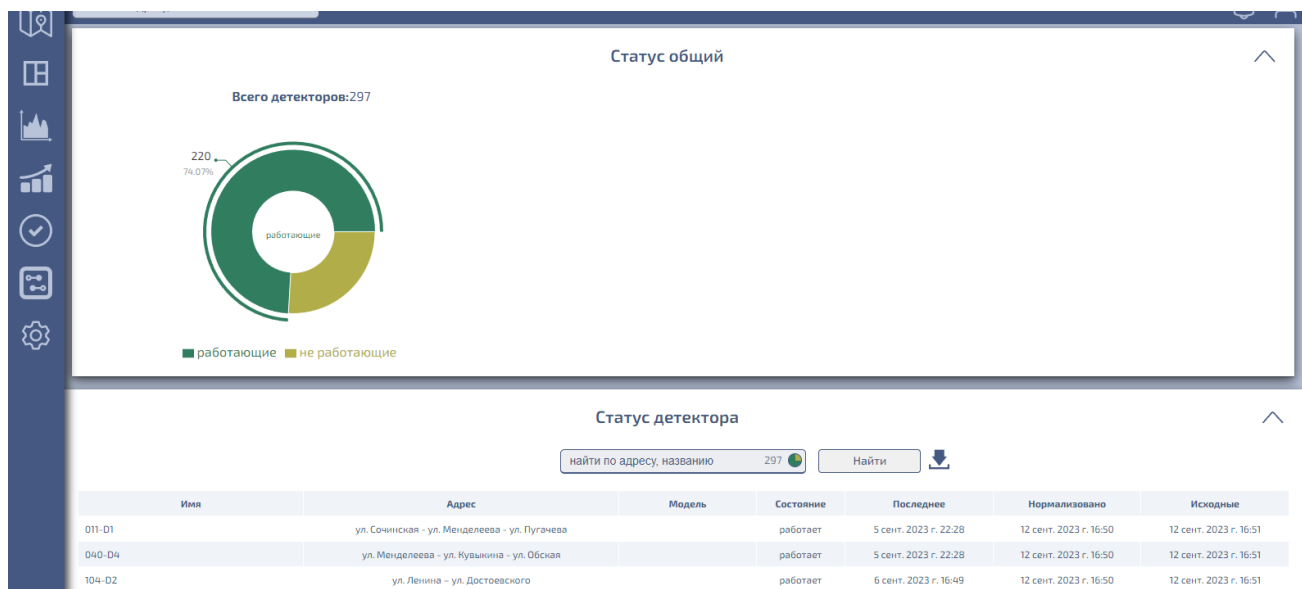 Статус общий
Всего детекторов:297
220
74.07%
работающие
работающие не работающие
Статус детектора
найти по адресу, названию 297 Найти
Имя Адрес Модель Состояние Последнее Нормализовано Исходные
011-D1 ул. Сочинская - ул. Менделеева - ул. Пугачева работает 5 сент. 2023 г. 22:28 12 сент. 2023 г. 16:50 12 сент. 2023 г. 16:51
040-D4 ул. Менделеева - ул. Кувыкина - ул. Обская работает 5 сент. 2023 г. 22:28 12 сент. 2023 г. 16:50 12 сент. 2023 г. 16:51
104-D2 ул. Ленина – ул. Достоевского работает 6 сент. 2023 г. 16:49 12 сент. 2023 г. 16:50 12 сент. 2023 г. 16:51